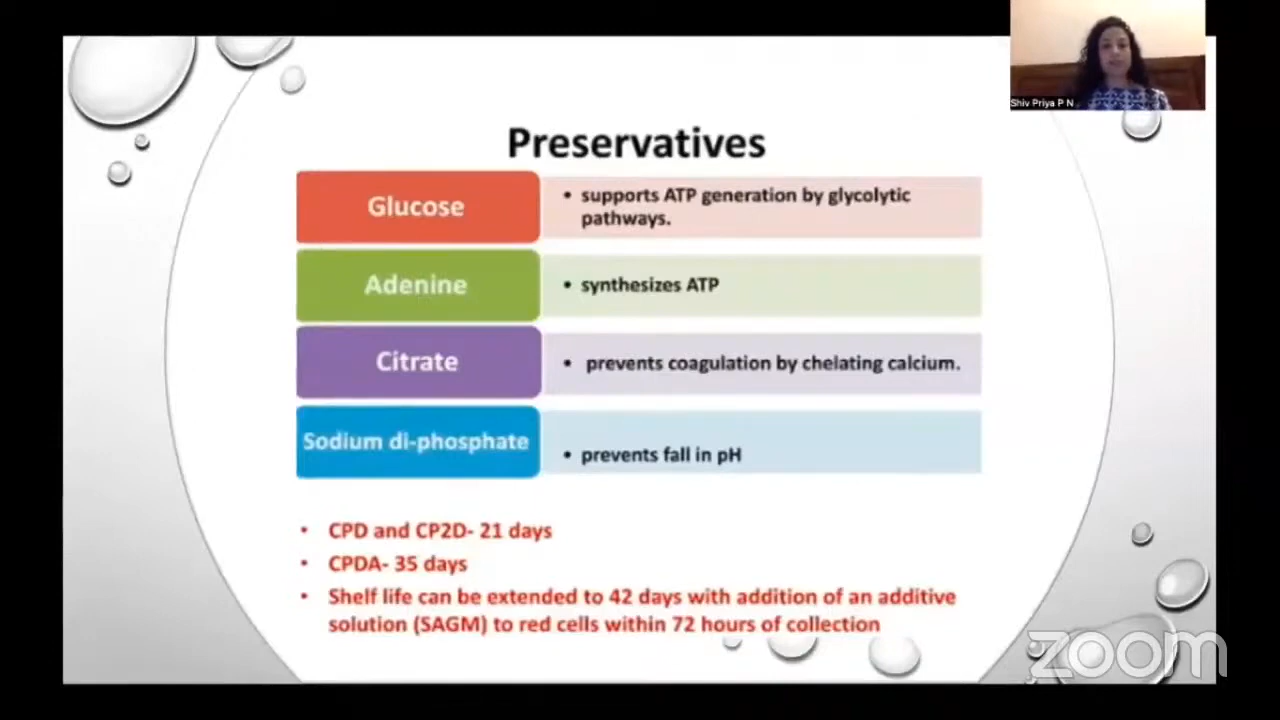 Shiv Priya P N
Preservatives
Glucose
• supports ATP generation by glycolytic
pathways.
Adenine
• synthesizes ATP
Citrate
• prevents coagulation by chelating calcium.
Sodium di-phosphate
• prevents fall in pH
• CPD and CP2D- 21 days
• CPDA- 35 days
• Shelf life can be extended to 42 days with addition of an additive
solution (SAGM) to red cells within 72 hours of collection
zoom